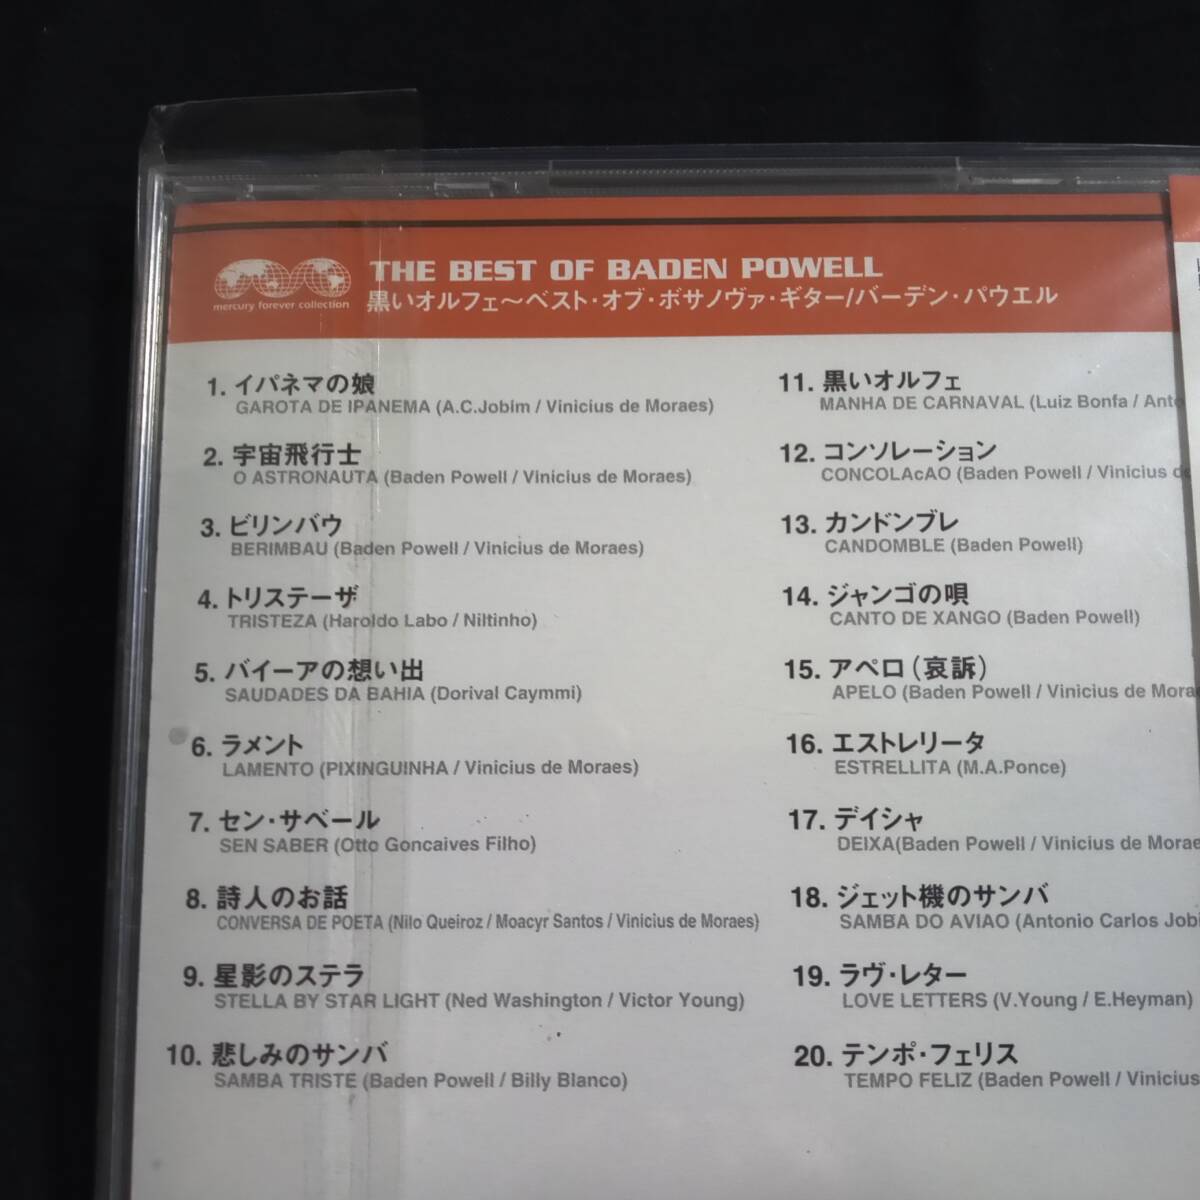 THE BEST OF BADEN POWELL
mercury forever collection
黒いオルフェ～ベスト・オブ・ボサノヴァ・ギター/バーデン・パウエル
1. イパネマの娘
GAROTA DE IPANEMA (A.C.Jobim / Vinicius de Moraes)
2. 宇宙飛行士
O ASTRONAUTA (Baden Powell / Vinicius de Moraes)
3. ビリンバウ
BERIMBAU (Baden Powell / Vinicius de Moraes)
4. トリステーザ
TRISTEZA (Haroldo Labo / Niltinho)
5. バイーアの想い出
SAUDADES DA BAHIA (Dorival Caymmi)
6. ラメント
LAMENTO (PIXINGUINHA / Vinicius de Moraes)
7. セン・サベール
SEN SABER (Otto Goncaives Filho)
8. 詩人のお話
CONVERSA DE POETA (Nilo Queiroz / Moacyr Santos / Vinicius de Moraes)
9. 星影のステラ
STELLA BY STAR LIGHT (Ned Washington / Victor Young)
10. 悲しみのサンバ
SAMBA TRISTE (Baden Powell / Billy Blanco)
11. 黒いオルフェ
MANHA DE CARNAVAL (Luiz Bonfa / Anto
12. コンソレーション
CONCOLAcAO (Baden Powell / Vinicius de
13. カンドンブレ
CANDOMBLE (Baden Powell)
14. ジャンゴの唄
CANTO DE XANGO (Baden Powell)
15. アペロ(哀訴)
APELO (Baden Powell / Vinicius de Morae
16. エストレリータ
ESTRELLITA (M.A.Ponce)
17. デイシャ
DEIXA(Baden Powell / Vinicius de Morae
18. ジェット機のサンバ
SAMBA DO AVIAO (Antonio Carlos Jobi
19. ラヴ・レター
LOVE LETTERS (V.Young / E.Heyman)
20. テンポ・フェリス
TEMPO FELIZ (Baden Powell / Vinicius